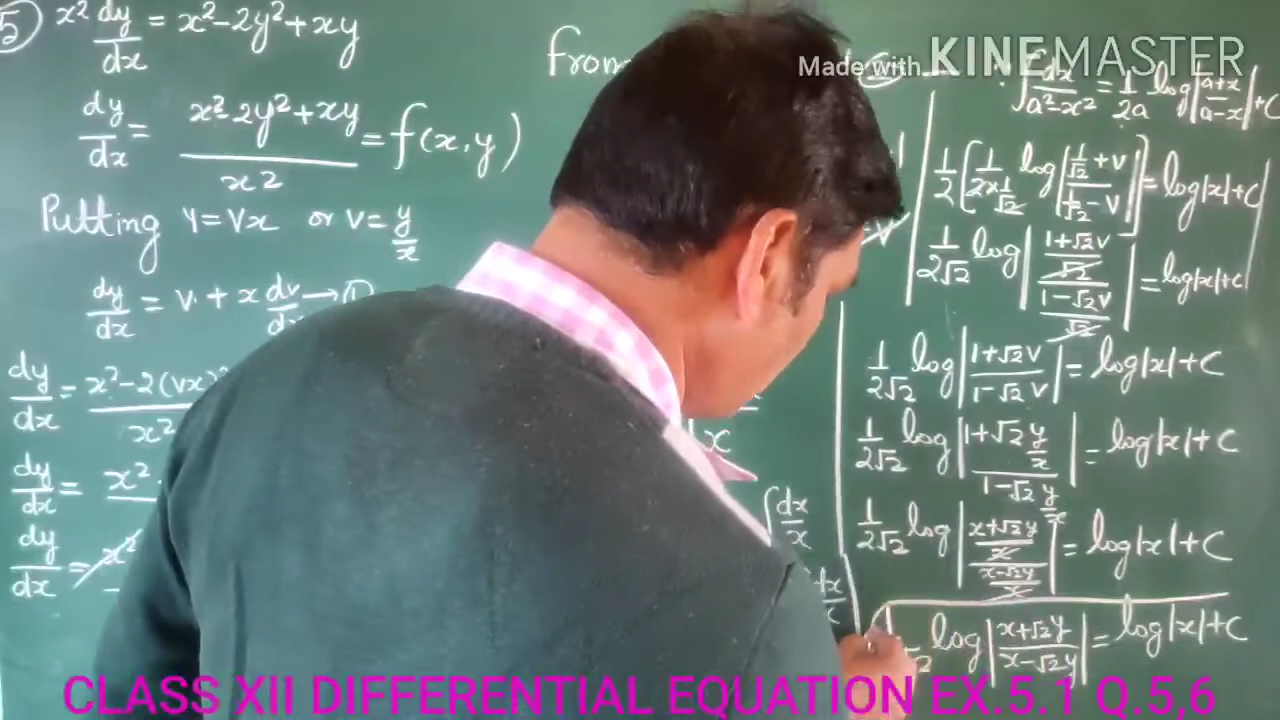 5 x² dy/dx = x²-2y²+xy
dy/dx = x²-2y²+xy/x² = f(x,y)
Putting y=Vx or V=y/x
dy/dx = V+x dv/dx →①
dy/dx = x²-2(Vx)²
x²
dy/dx = x²
dy/dx = x²
From
=V
dx
∫dx/x
dx/x
Made with KINEMASTER
∫dx/a²-x² = 1/2a log|a+x/a-x|+C
1/2[1/2×1/√2 log|1/√2+V/1/√2-V|]=log|x|+C
1/2√2 log|1+√2V/√2/1-√2V/√2|=log|x|+C
1/2√2 log|1+√2V/1-√2V|=log|x|+C
1/2√2 log|1+√2 y/x/1-√2 y/x|=log|x|+C
1/2√2 log|x+√2y/x/x-√2y/x|=log|x|+C
log|x+√2y/x-√2y|=log|x|+C
CLASS XII DIFFERENTIAL EQUATION EX.5.1 Q.5,6